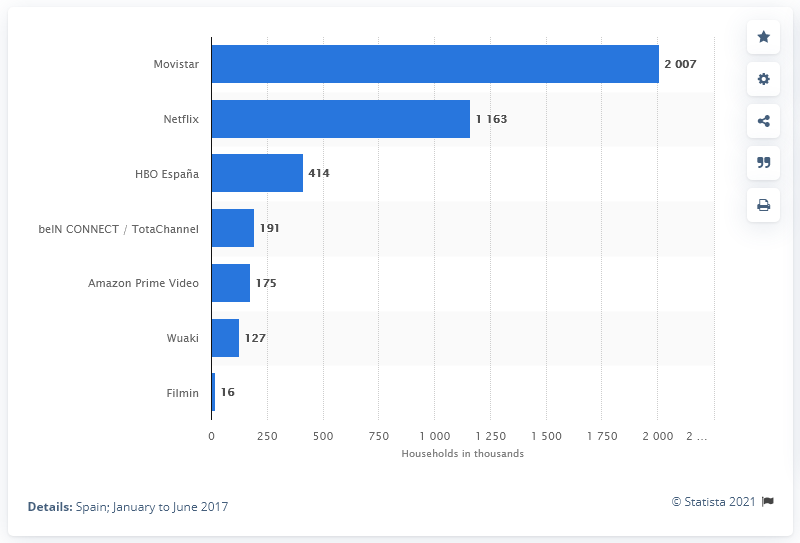 Movistar 2 007
Netflix 1 163
HBO España 414
beIN CONNECT / TotaChannel 191
Amazon Prime Video 175
Wuaki 127
Filmin 16
0 250 500 750 1 000 1 250 1 500 1 750 2 000 2 ...
Households in thousands
© Statista 2021
Details: Spain; January to June 2017